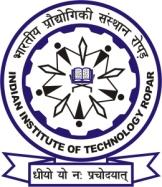 भारतीय प्रौद्योगिकी संस्थान रोपड़
INDIAN INSTITUTE OF TECHNOLOGY ROPAR
धीयो यो नः प्रचोदयात्